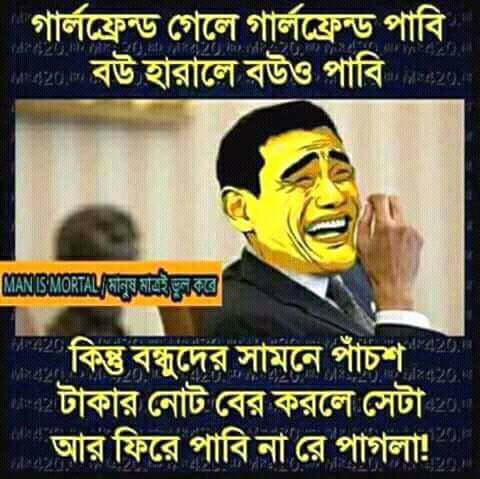 গার্লফ্রেন্ড গেলে গার্লফ্রেন্ড পাবি
বউ হারালে বউও পাবি
MAN IS MORTAL/মানুষ মাত্রই ভুল করে
কিন্তু বন্ধুদের সামনে পাঁচশ
টাকার নোট বের করলে সেটা
আর ফিরে পাবি না রে পাগলা!